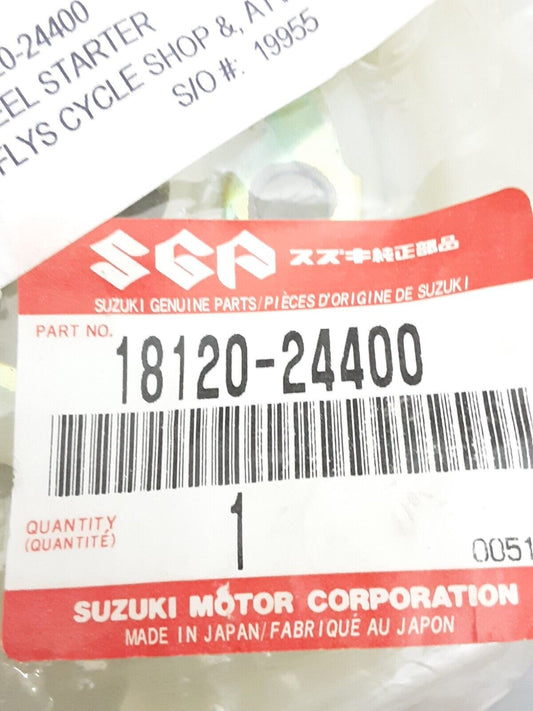 20-24400
EEL STARTER
FLYS CYCLE SHOP &, ATV
S/O #: 19955
SGP スズキ純正部品
SUZUKI GENUINE PARTS/PIÈCES D'ORIGINE DE SUZUKI
PART NO.
18120-24400
QUANTITY
(QUANTITÉ)
1
0051
SUZUKI MOTOR CORPORATION
MADE IN JAPAN/FABRIQUÉ AU JAPON